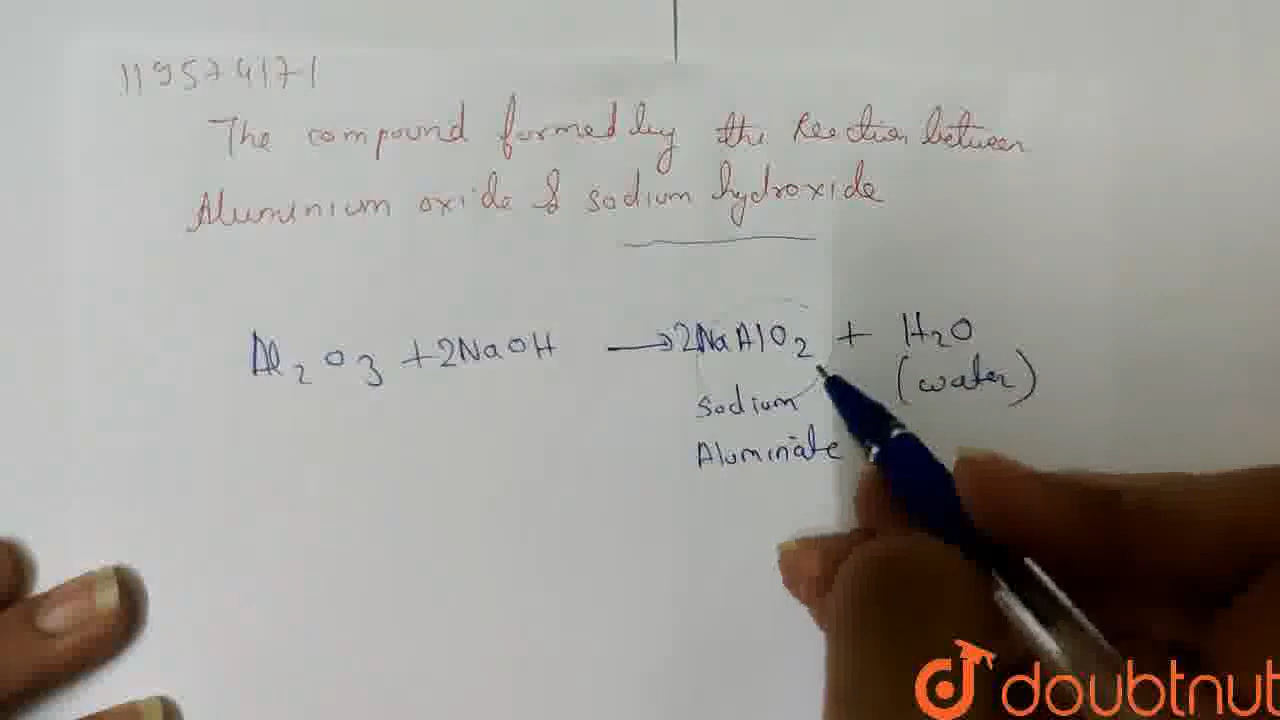 119574171
The compound formed by the Reaction between
Aluminium oxide & sodium hydroxide
Al2O3 + 2NaOH → 2NaAlO2 + H2O
(water)
Sodium
Aluminate
doubtnut